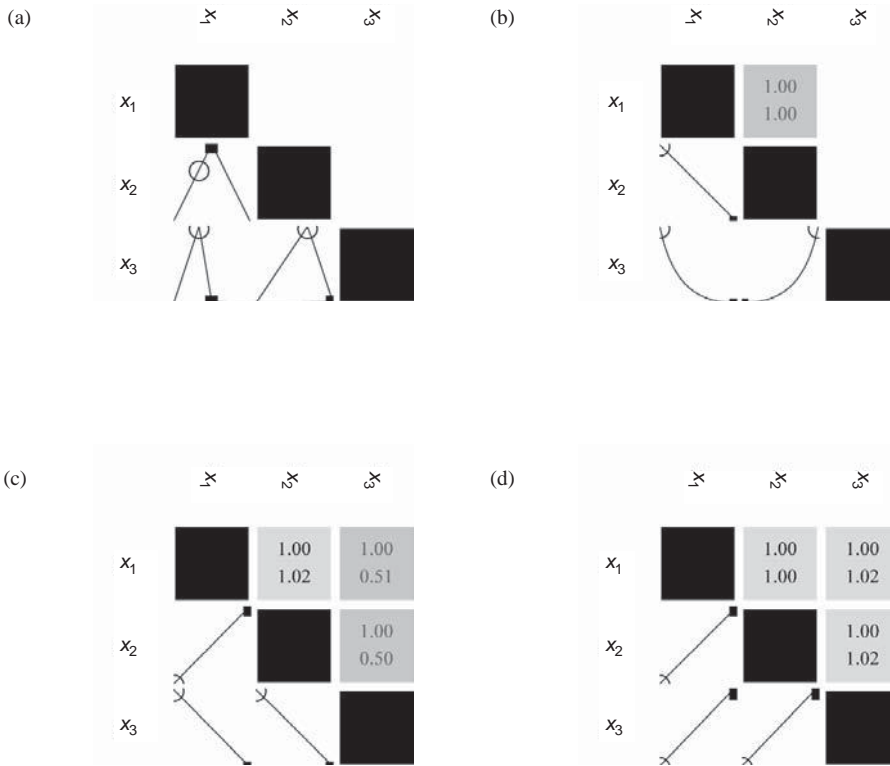 (a)
x1 x2 x3
x1
x2
x3
(b)
x1 x2 x3
x1 1.00
1.00
x2
x3
(c)
x1 x2 x3
x1 1.00 1.00
1.02 0.51
x2 1.00
0.50
x3
(d)
x1 x2 x3
x1 1.00 1.00
1.00 1.02
x2 1.00
1.02
x3